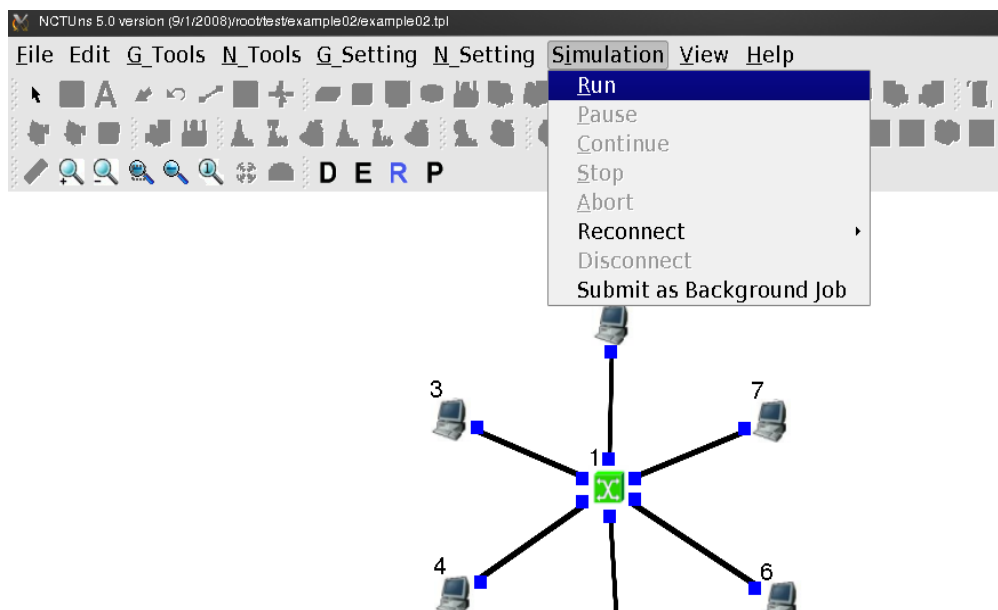 NCTUns 5.0 version (9/1/2008)/root/test/example02/example02.tpl
File Edit G_Tools N_Tools G_Setting N_Setting Simulation View Help
Run
A
Pause
Continue
D E R P
Stop
Abort
Reconnect
Disconnect
Submit as Background Job
3
7
1
4
6